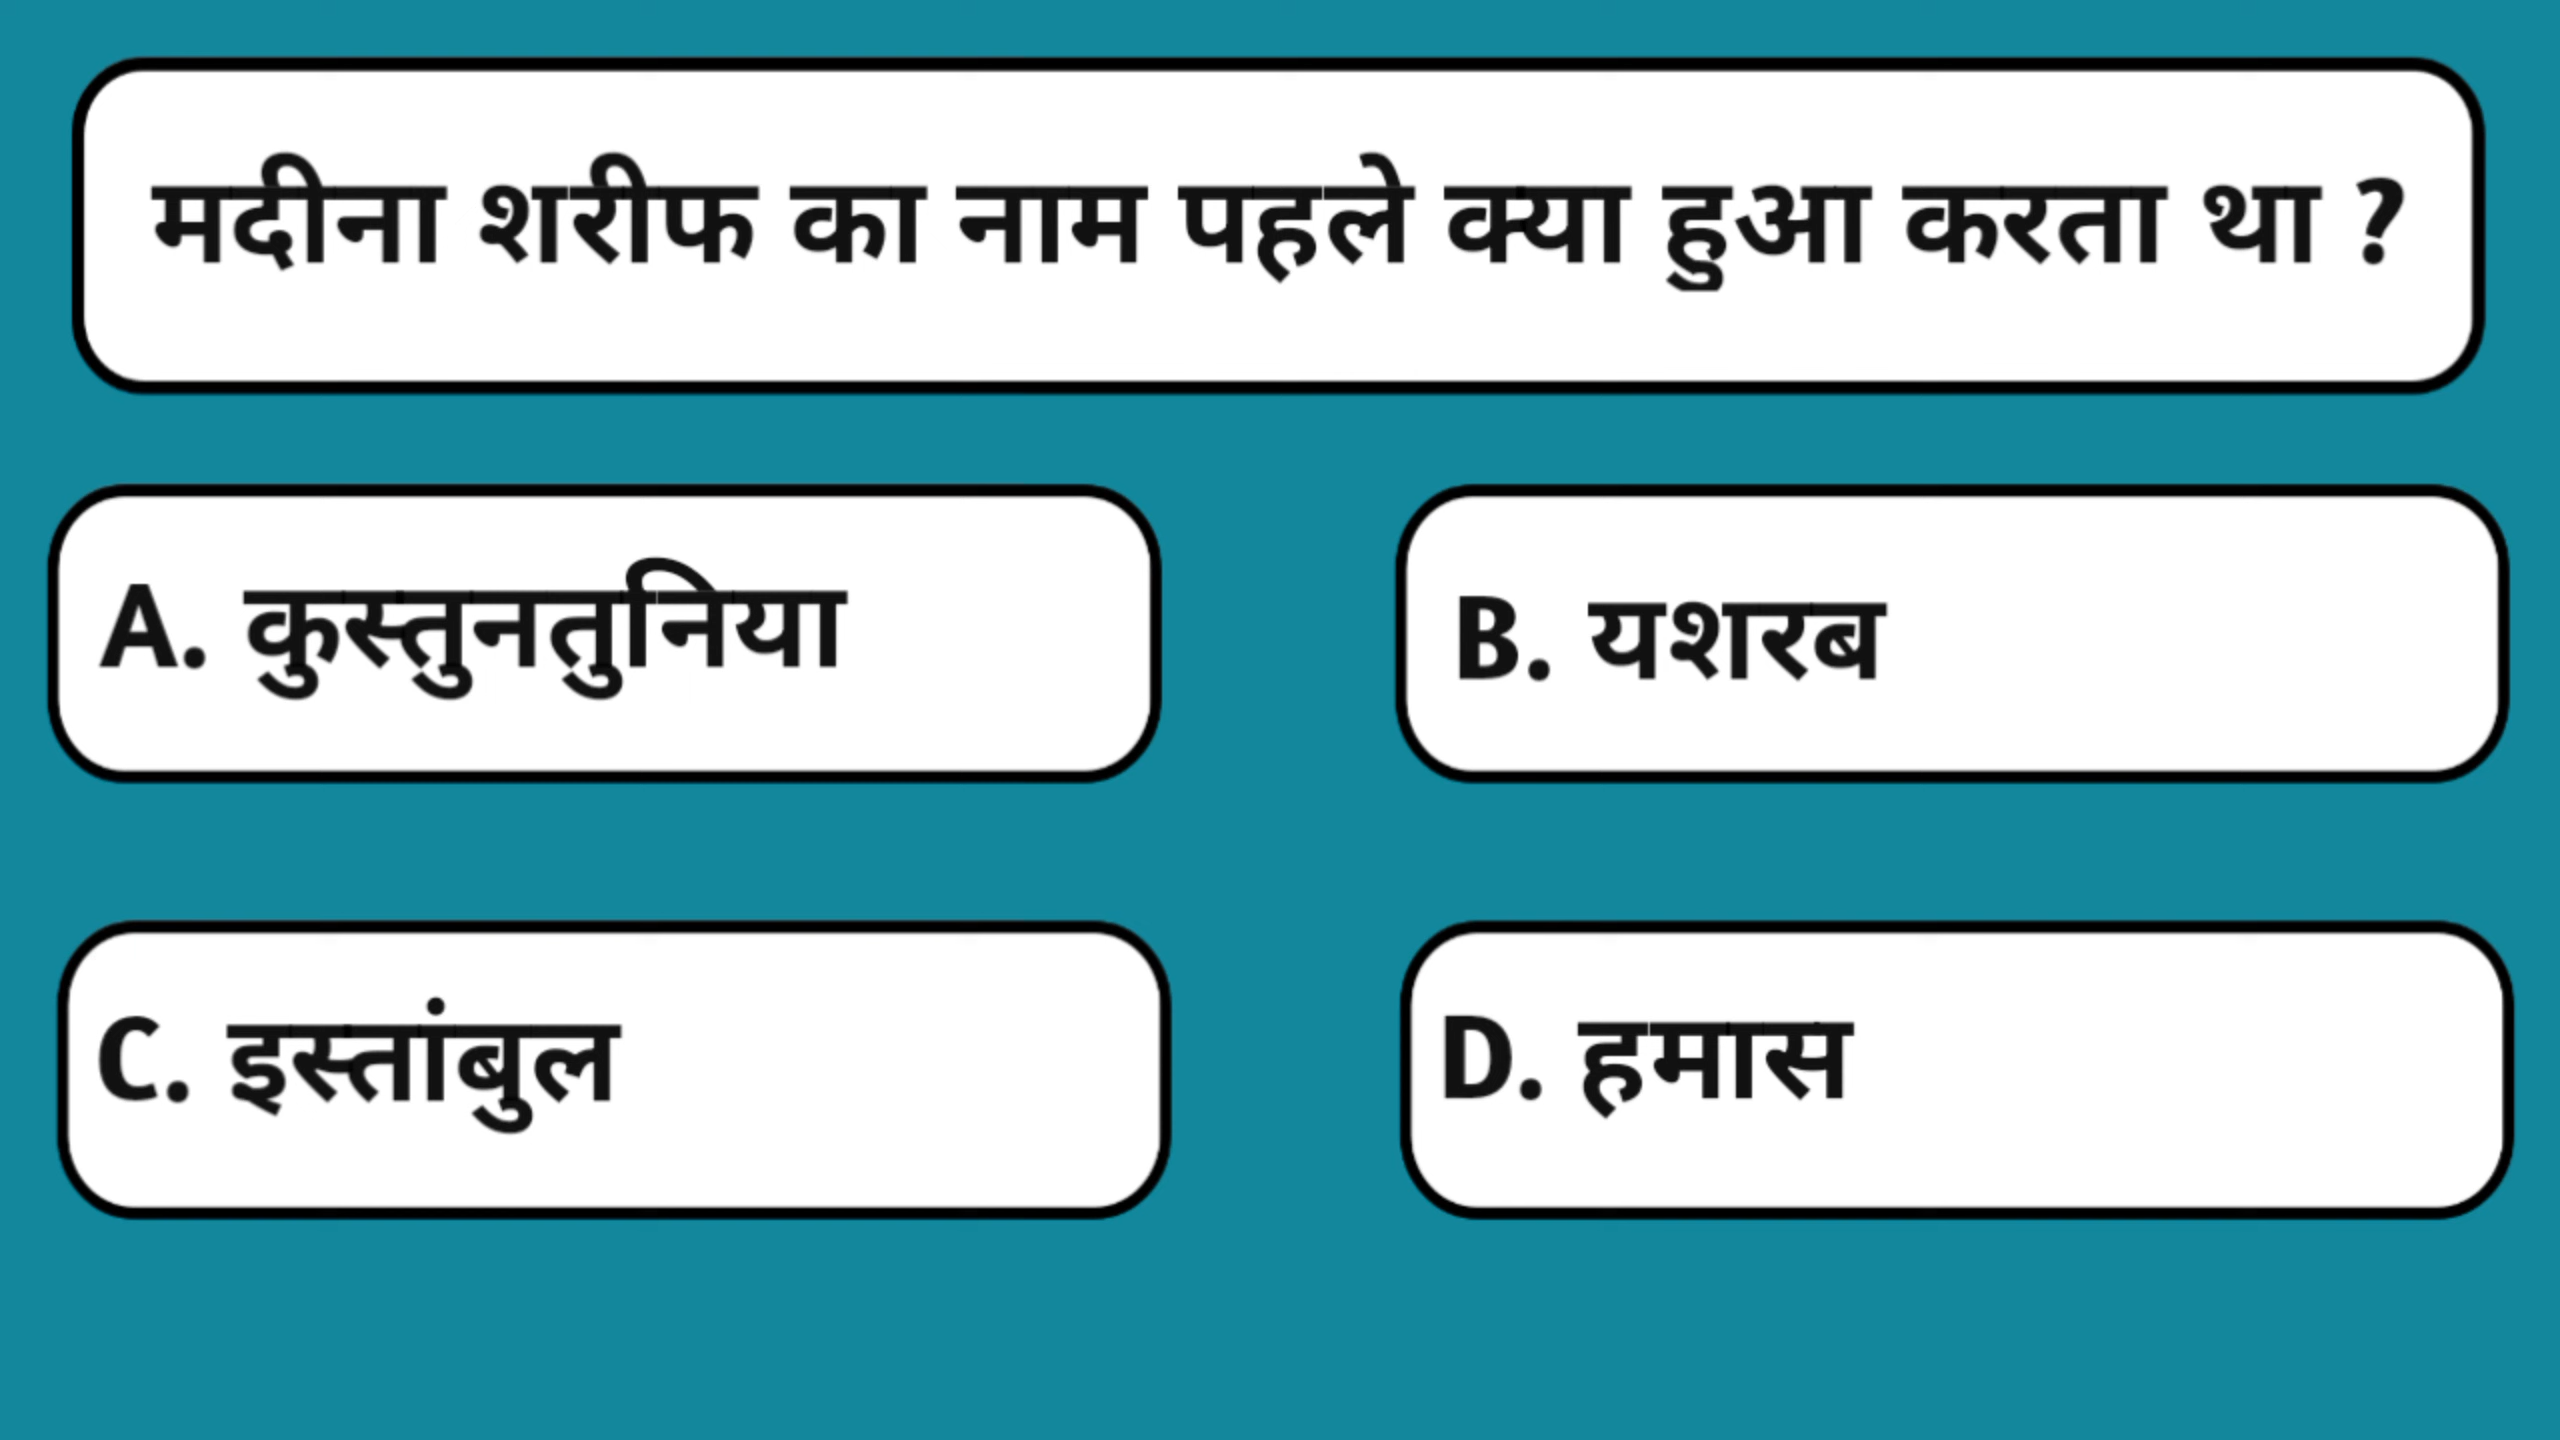 मदीना शरीफ का नाम पहले क्या हुआ करता था ?
A. कुस्तुनतुनिया
B. यशरब
C. इस्तांबुल
D. हमास